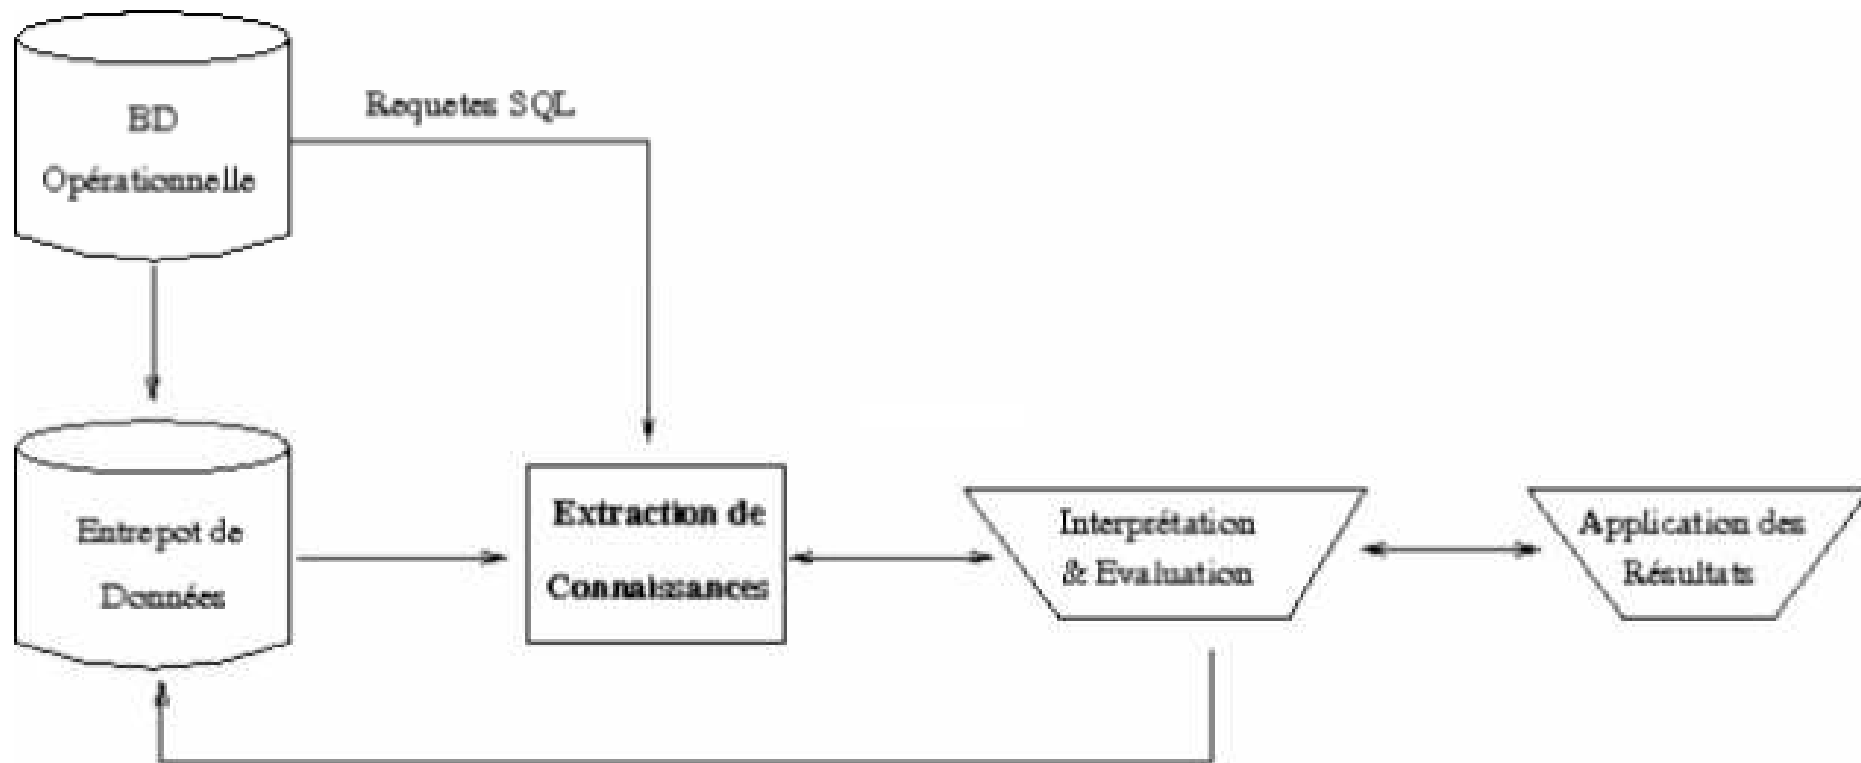 BD
Opérationnelle
Requetes SQL
Entrepot de
Données
Extraction de
Connaissances
Interprétation
& Evaluation
Application des
Résultats